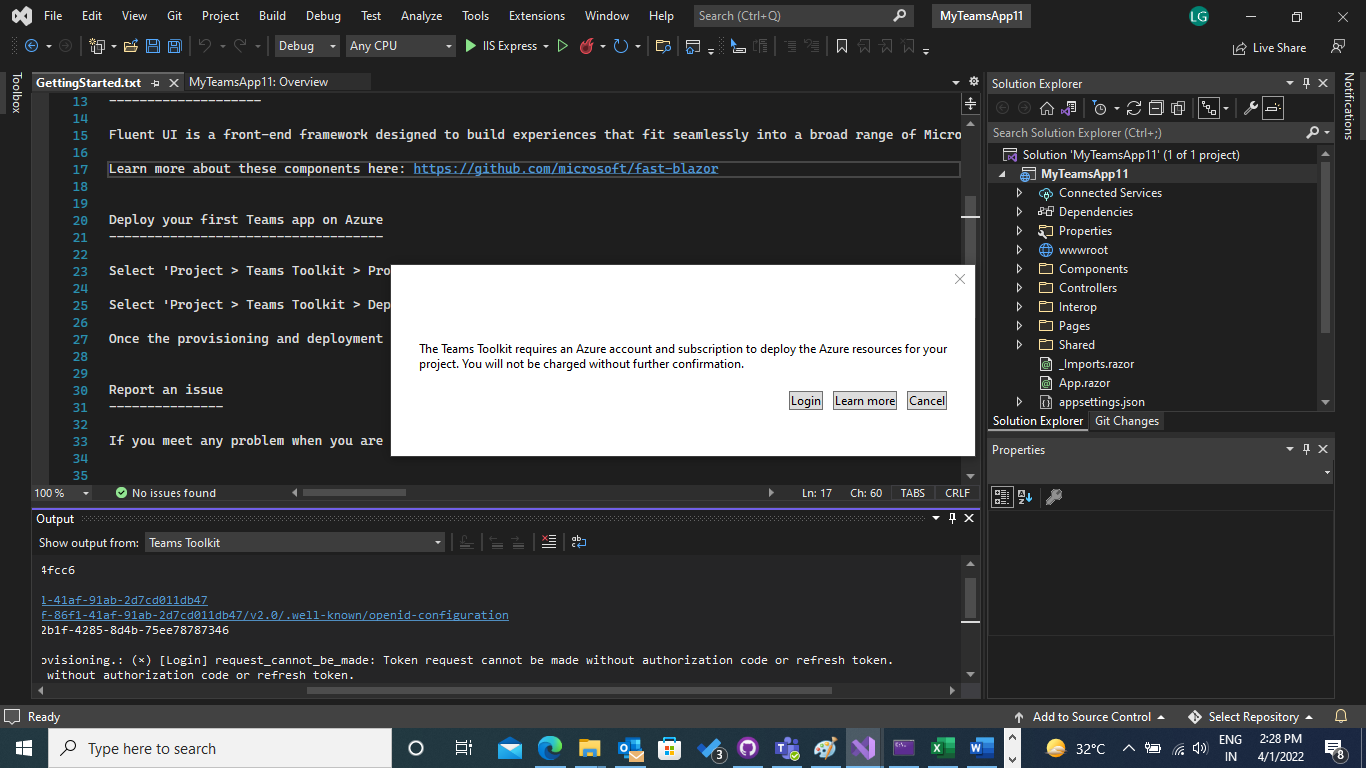 File Edit View Git Project Build Debug Test Analyze Tools Extensions Window Help Search (Ctrl+Q) MyTeamsApp11 LG
Debug Any CPU IIS Express Live Share
Toolbox
GettingStarted.txt MyTeamsApp11: Overview
13 --------------------
14
15 Fluent UI is a front-end framework designed to build experiences that fit seamlessly into a broad range of Micro
16
17 Learn more about these components here: https://github.com/microsoft/fast-blazor
18
19
20 Deploy your first Teams app on Azure
21 ------------------------------------
22
23 Select 'Project > Teams Toolkit > Pro
24
25 Select 'Project > Teams Toolkit > Dep
26
27 Once the provisioning and deployment
28
29
30 Report an issue
31 ---------------
32
33 If you meet any problem when you are
34
35
The Teams Toolkit requires an Azure account and subscription to deploy the Azure resources for your
project. You will not be charged without further confirmation.
Login Learn more Cancel
100 % No issues found Ln: 17 Ch: 60 TABS CRLF
Output
Show output from: Teams Toolkit
4fcc6
1-41af-91ab-2d7cd011db47
f-86f1-41af-91ab-2d7cd011db47/v2.0/.well-known/openid-configuration
2b1f-4285-8d4b-75ee78787346
ovisioning.: (×) [Login] request_cannot_be_made: Token request cannot be made without authorization code or refresh token.
without authorization code or refresh token.
Solution Explorer
Search Solution Explorer (Ctrl+;)
Solution 'MyTeamsApp11' (1 of 1 project)
MyTeamsApp11
Connected Services
Dependencies
Properties
wwwroot
Components
Controllers
Interop
Pages
Shared
_Imports.razor
App.razor
appsettings.json
Solution Explorer Git Changes
Properties
Notifications
Ready Add to Source Control Select Repository
Type here to search 3 32°C ENG IN 2:28 PM 4/1/2022 8